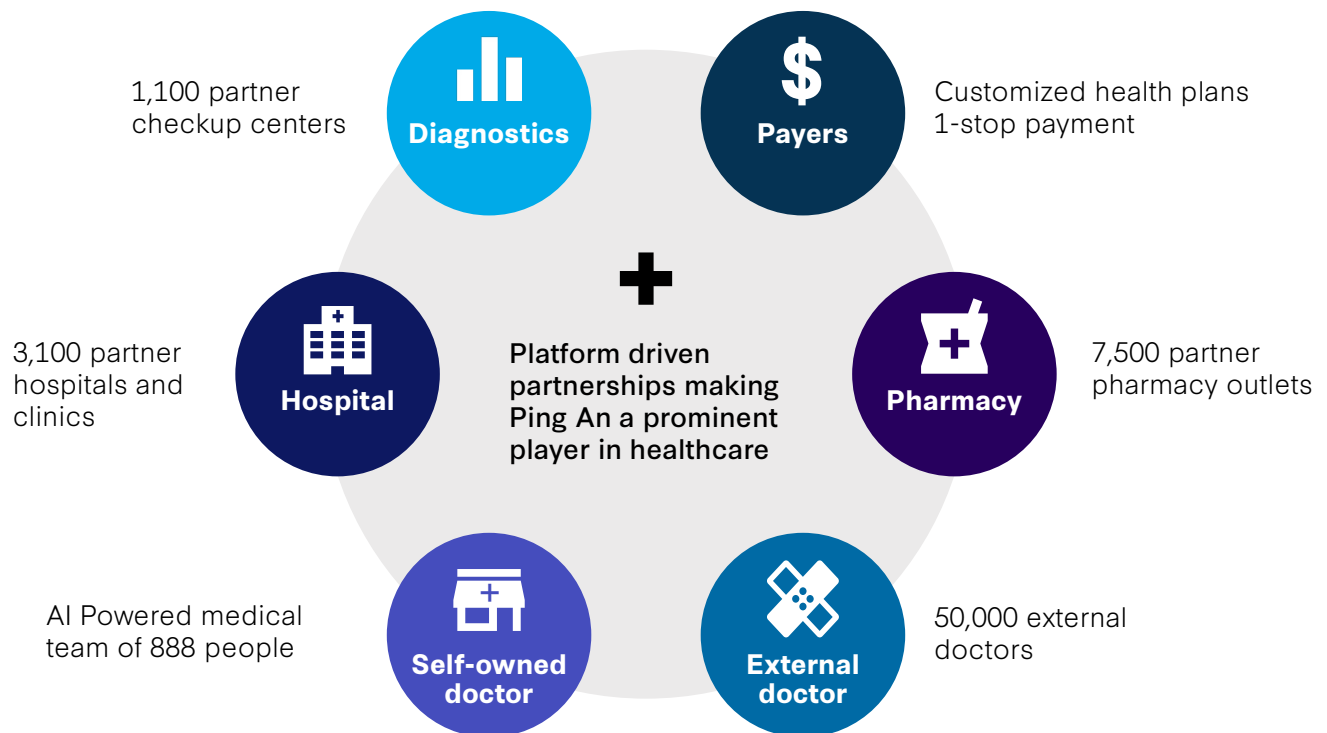 1,100 partner
checkup centers
Diagnostics
$
Payers
Customized health plans
1-stop payment
3,100 partner
hospitals and
clinics
Hospital
Platform driven
partnerships making
Ping An a prominent
player in healthcare
Pharmacy
7,500 partner
pharmacy outlets
AI Powered medical
team of 888 people
Self-owned
doctor
External
doctor
50,000 external
doctors